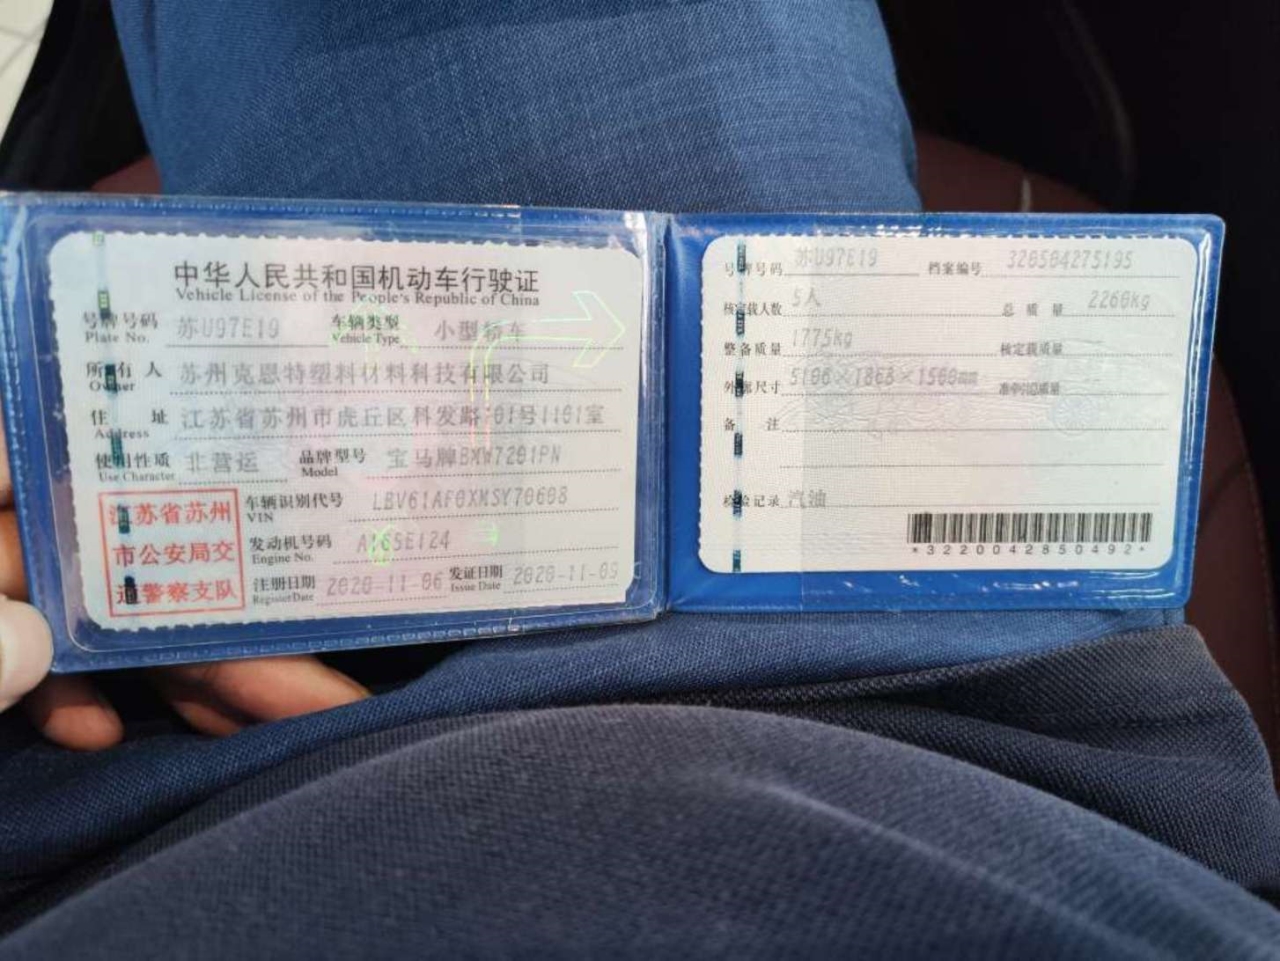 中华人民共和国机动车行驶证
Vehicle License of the People's Republic of China
号牌号码 苏U97E19 车辆类型 小型轿车
Plate No. Vehicle Type
所有人 苏州克恩特塑料材料科技有限公司
Owner
住址 江苏省苏州市虎丘区科发路101号1101室
Address
使用性质 非营运 品牌型号 宝马牌BMW7201PN
Use Character Model
江苏省苏州
市公安局交
通警察支队
车辆识别代号
VIN
发动机号码
Engine No.
注册日期 2020-11-06 发证日期 2020-11-09
Register Date Issue Date
号牌号码 苏U97E19 档案编号 320504275195
核定载人数 5人 总质量 2260kg
整备质量 1775kg 核定载质量
外廓尺寸 5106×1868×1500mm 准牵引总质量
备注
检验记录 汽油
*3220042850492*